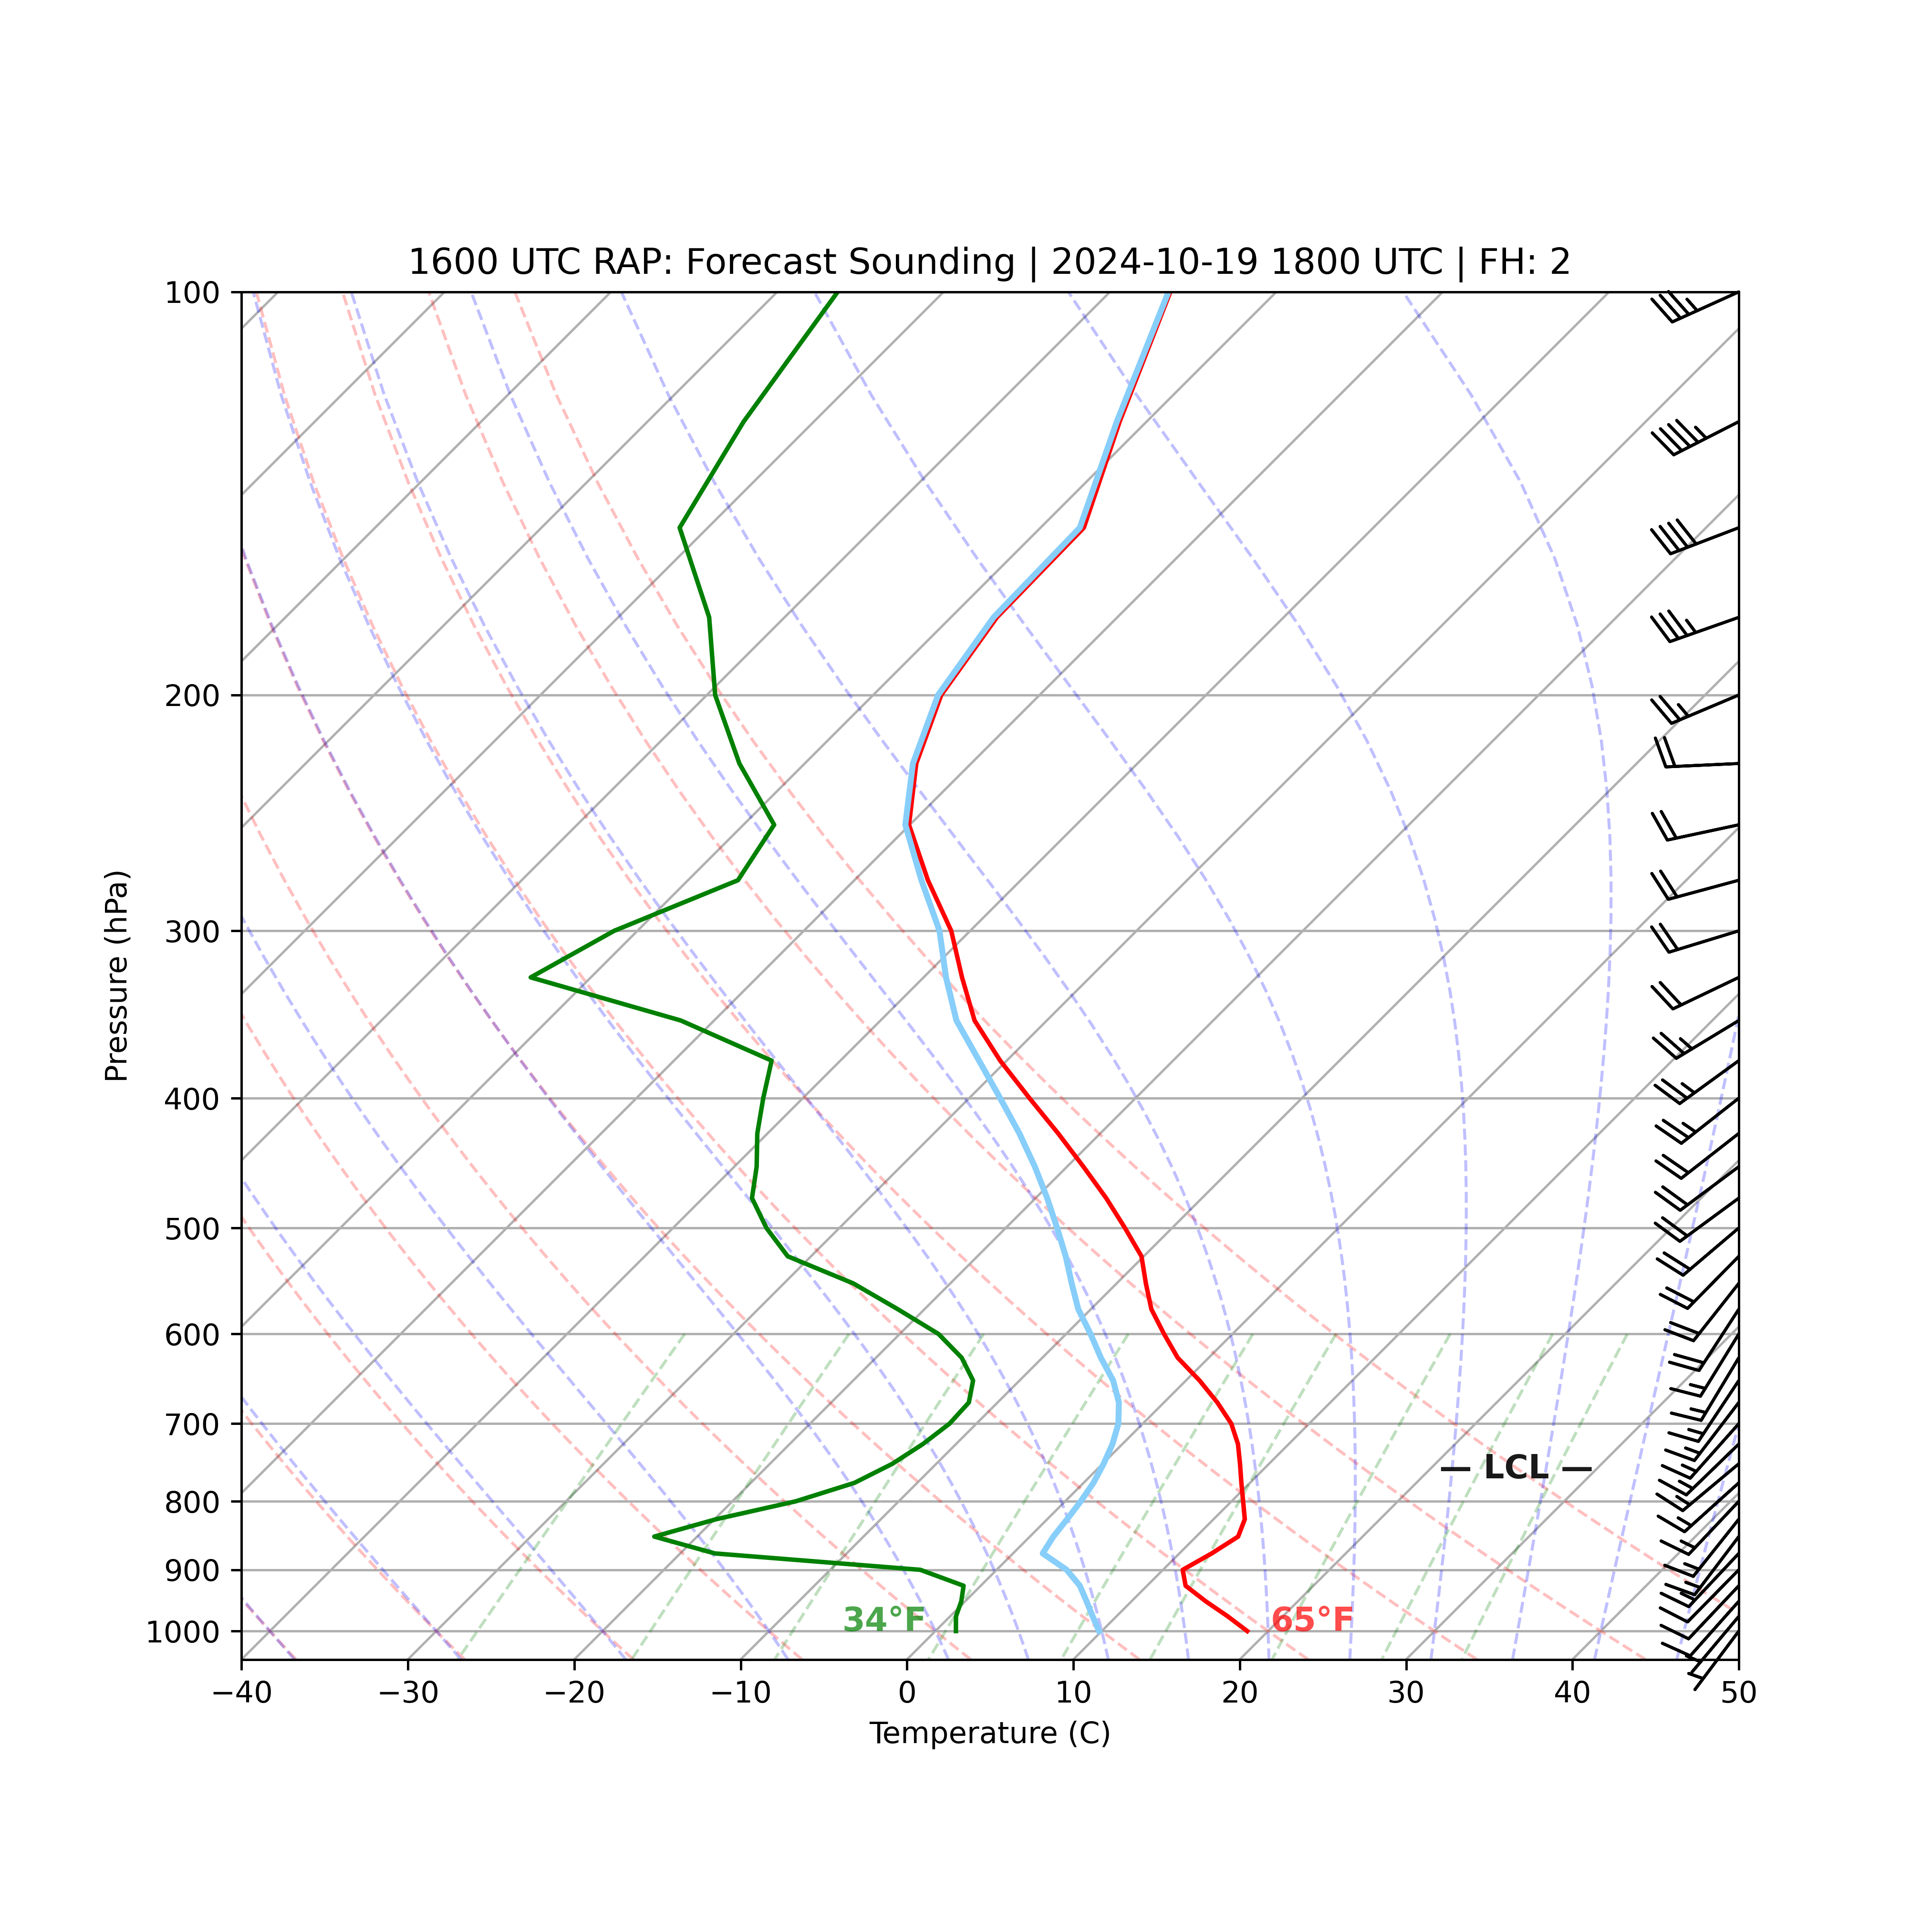 1600 UTC RAP: Forecast Sounding | 2024-10-19 1800 UTC | FH: 2
100
200
300
400
500
600
700
800
900
1000
Pressure (hPa)
— LCL —
34°F
65°F
−40 −30 −20 −10 0 10 20 30 40 50
Temperature (C)